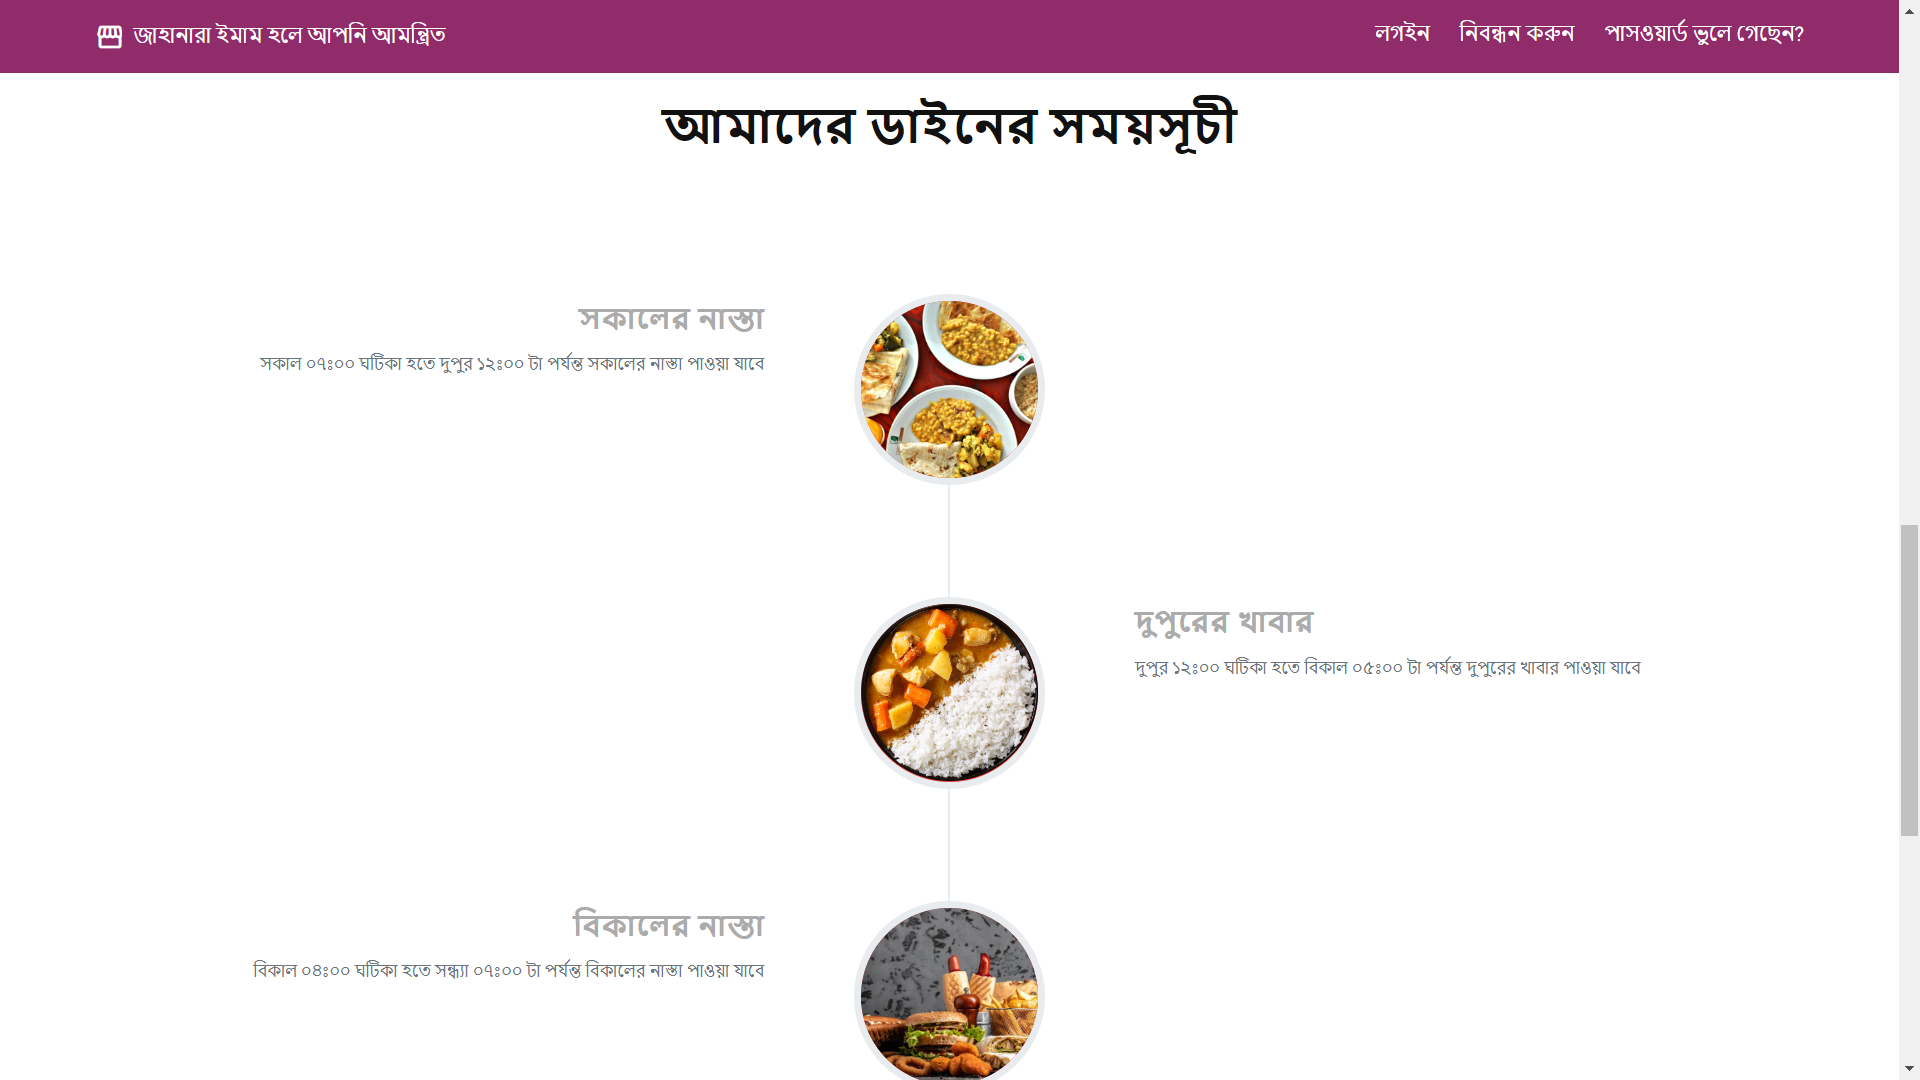 জাহানারা ইমাম হলে আপনি আমন্ত্রিত
লগইন
নিবন্ধন করুন
পাসওয়ার্ড ভুলে গেছেন?
আমাদের ডাইনের সময়সূচী
সকালের নাস্তা
সকাল ০৭ঃ০০ ঘটিকা হতে দুপুর ১২ঃ০০ টা পর্যন্ত সকালের নাস্তা পাওয়া যাবে
দুপুরের খাবার
দুপুর ১২ঃ০০ ঘটিকা হতে বিকাল ০৫ঃ০০ টা পর্যন্ত দুপুরের খাবার পাওয়া যাবে
বিকালের নাস্তা
বিকাল ০৪ঃ০০ ঘটিকা হতে সন্ধ্যা ০৭ঃ০০ টা পর্যন্ত বিকালের নাস্তা পাওয়া যাবে